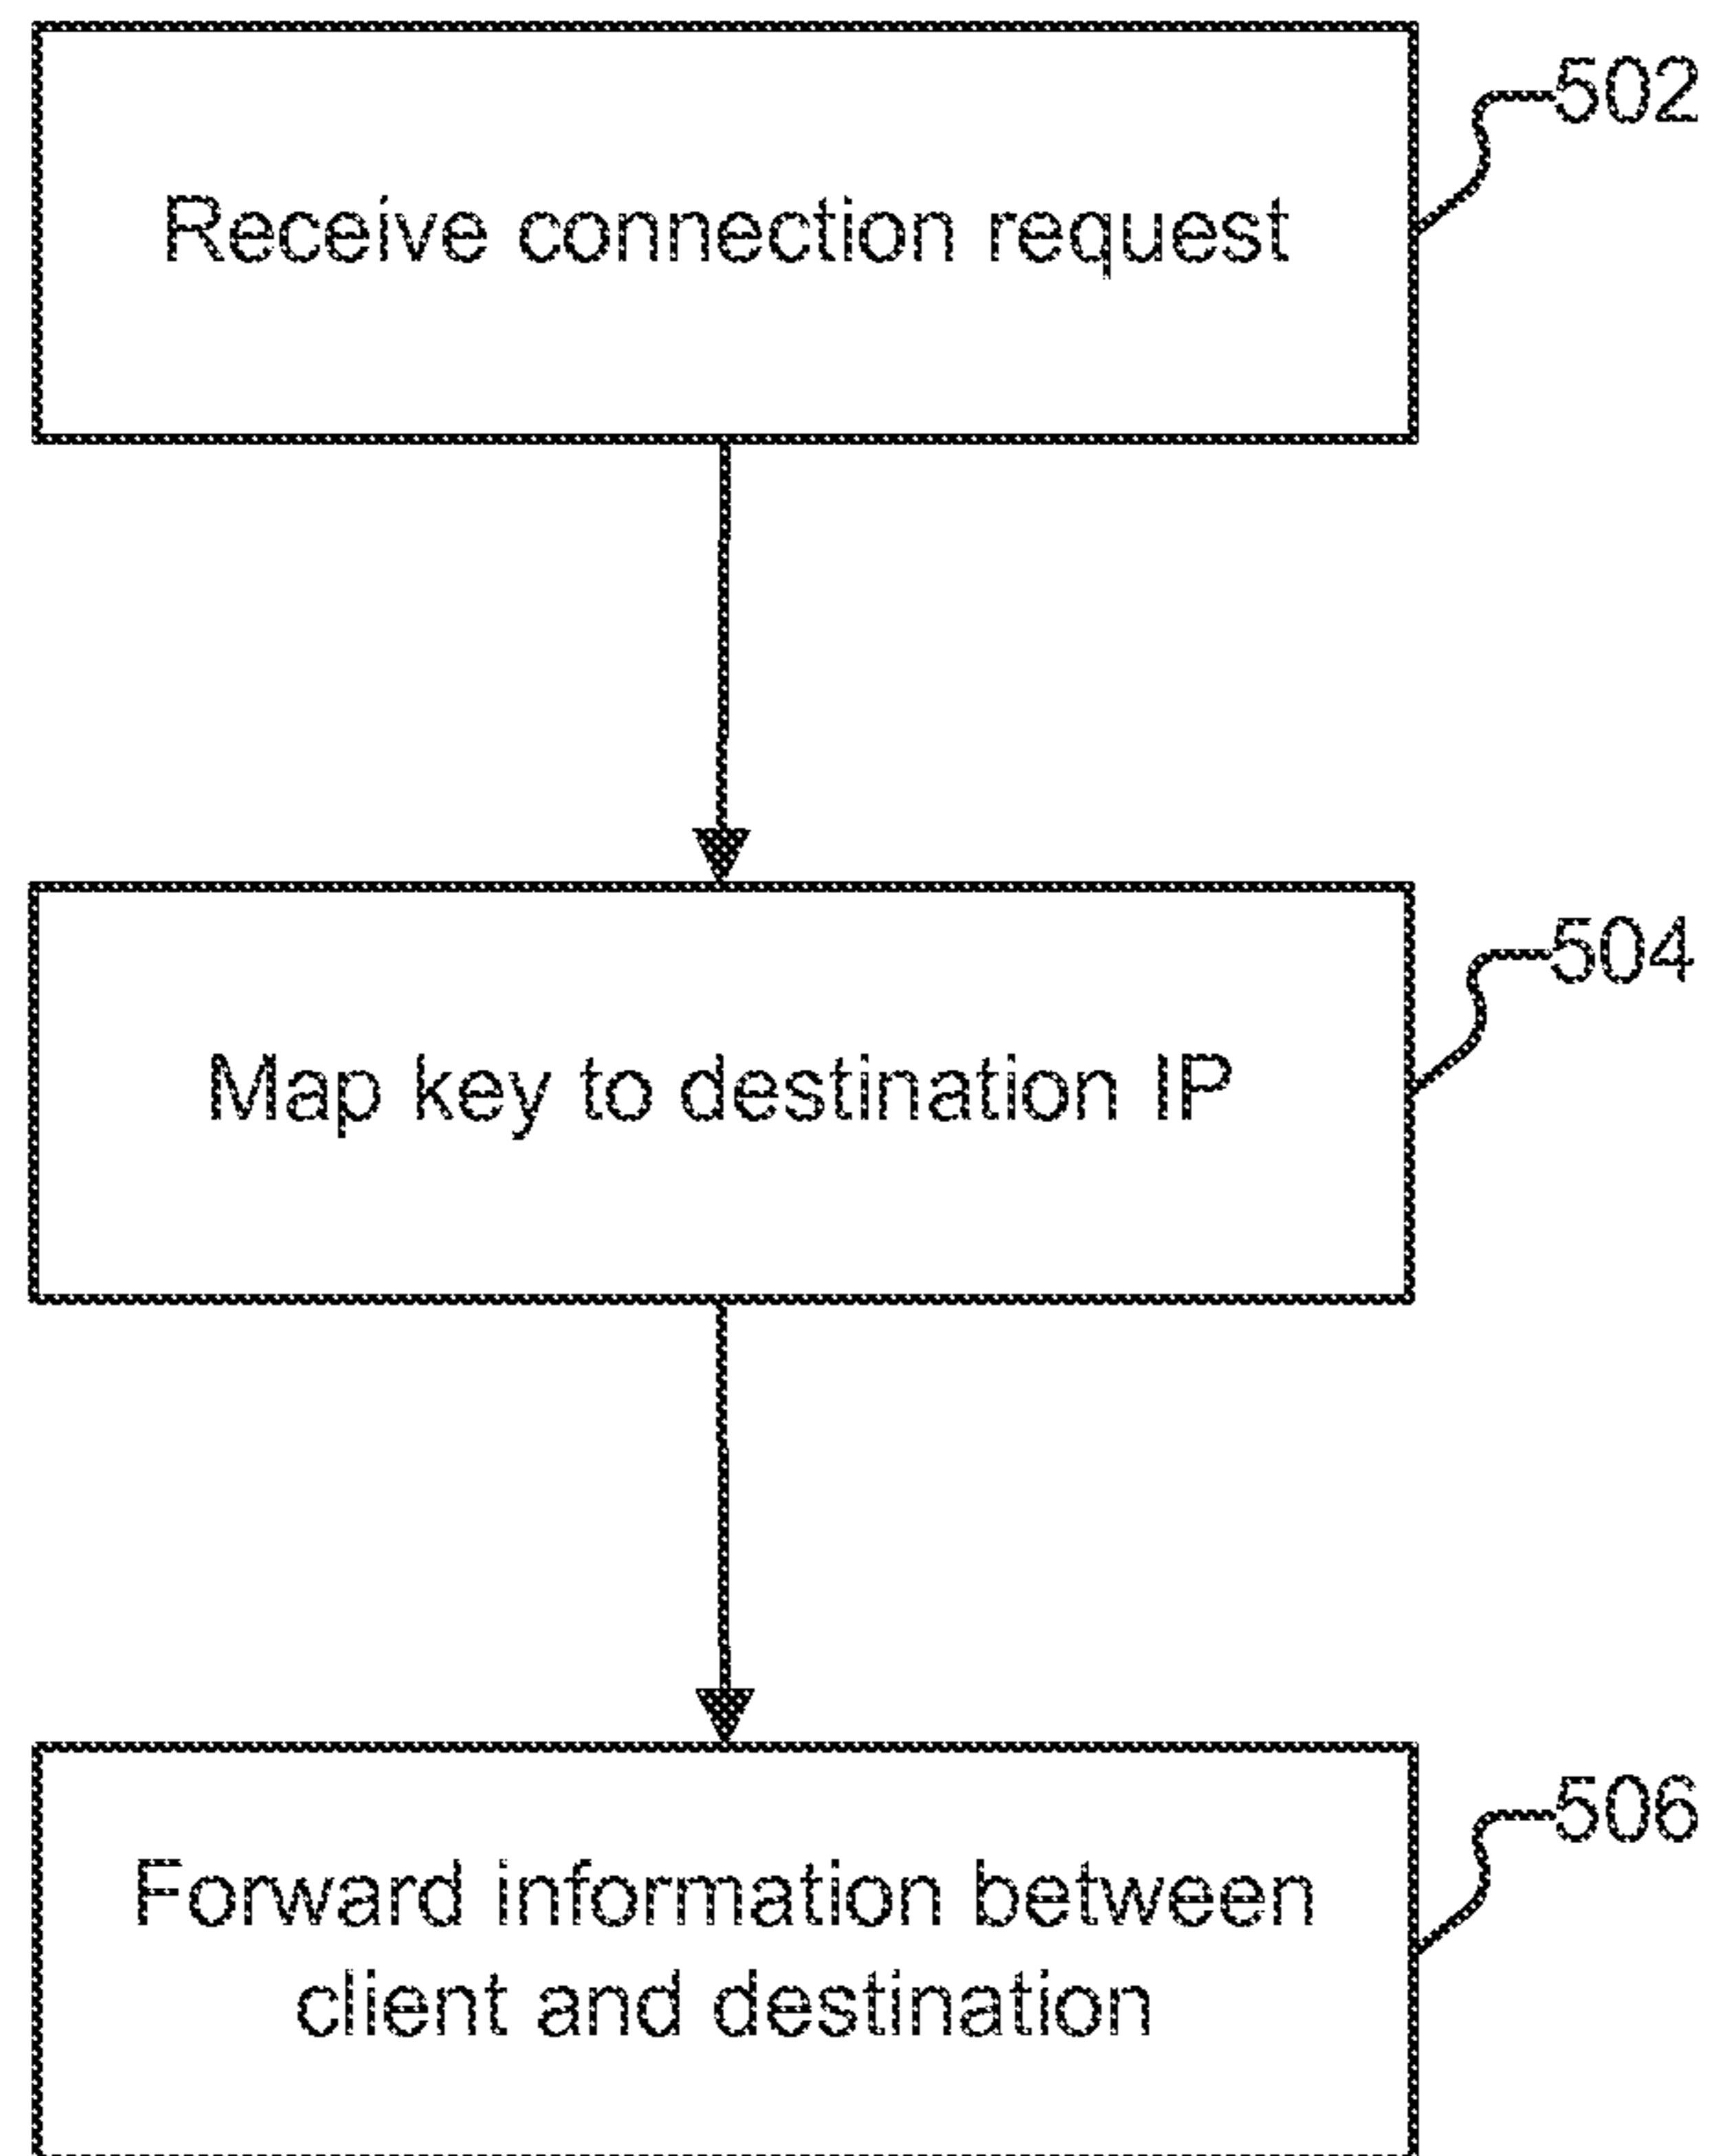 502
Receive connection request
504
Map key to destination IP
506
Forward information between
client and destination